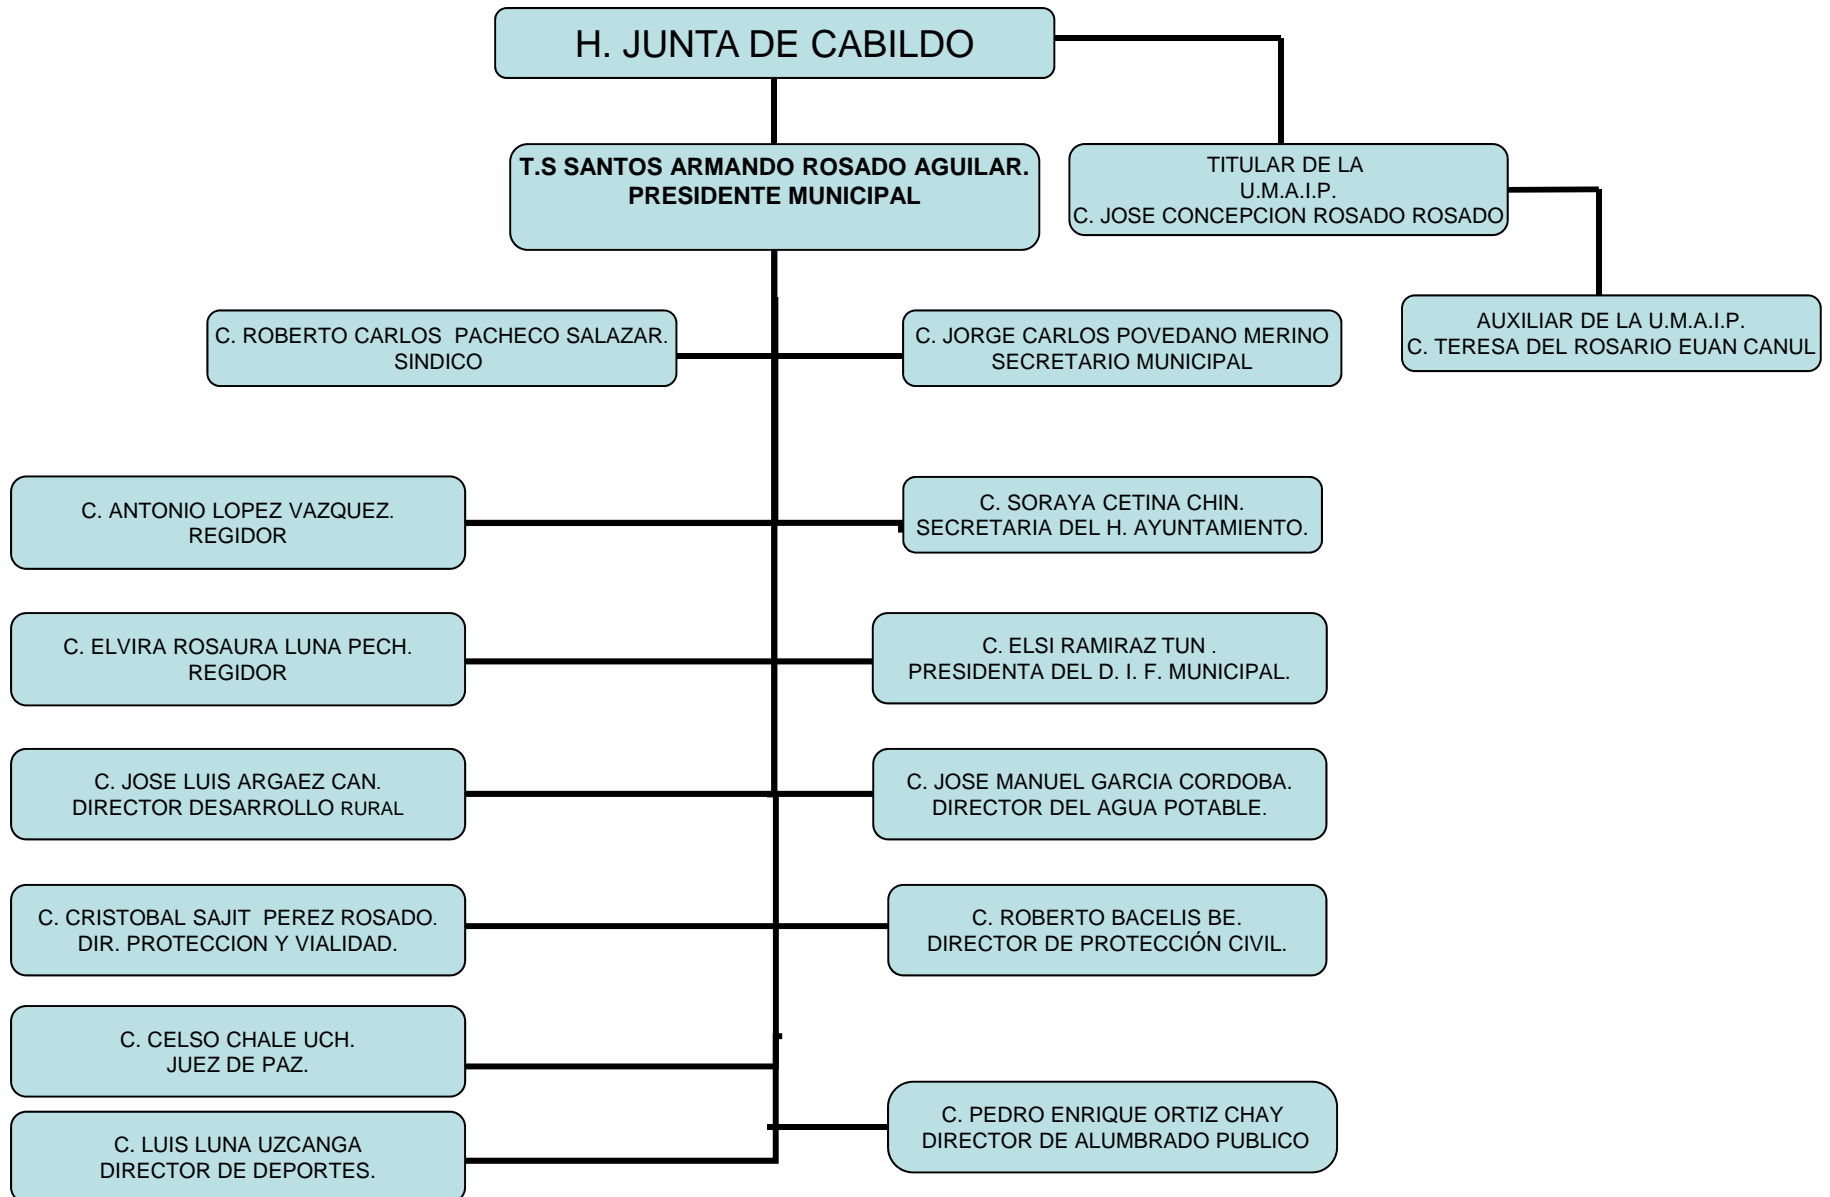 H. JUNTA DE CABILDO
T.S SANTOS ARMANDO ROSADO AGUILAR.
PRESIDENTE MUNICIPAL
TITULAR DE LA
U.M.A.I.P.
C. JOSE CONCEPCION ROSADO ROSADO
AUXILIAR DE LA U.M.A.I.P.
C. TERESA DEL ROSARIO EUAN CANUL
C. ROBERTO CARLOS  PACHECO SALAZAR.
SINDICO
C. JORGE CARLOS POVEDANO MERINO
SECRETARIO MUNICIPAL
C. ANTONIO LOPEZ VAZQUEZ.
REGIDOR
C. SORAYA CETINA CHIN.
SECRETARIA DEL H. AYUNTAMIENTO.
C. ELVIRA ROSAURA LUNA PECH.
REGIDOR
C. ELSI RAMIRAZ TUN .
PRESIDENTA DEL D. I. F. MUNICIPAL.
C. JOSE LUIS ARGAEZ CAN.
DIRECTOR DESARROLLO RURAL
C. JOSE MANUEL GARCIA CORDOBA.
DIRECTOR DEL AGUA POTABLE.
C. CRISTOBAL SAJIT  PEREZ ROSADO.
DIR. PROTECCION Y VIALIDAD.
C. ROBERTO BACELIS BE.
DIRECTOR DE PROTECCIÓN CIVIL.
C. CELSO CHALE UCH.
JUEZ DE PAZ.
C. PEDRO ENRIQUE ORTIZ CHAY
DIRECTOR DE ALUMBRADO PUBLICO
C. LUIS LUNA UZCANGA
DIRECTOR DE DEPORTES.